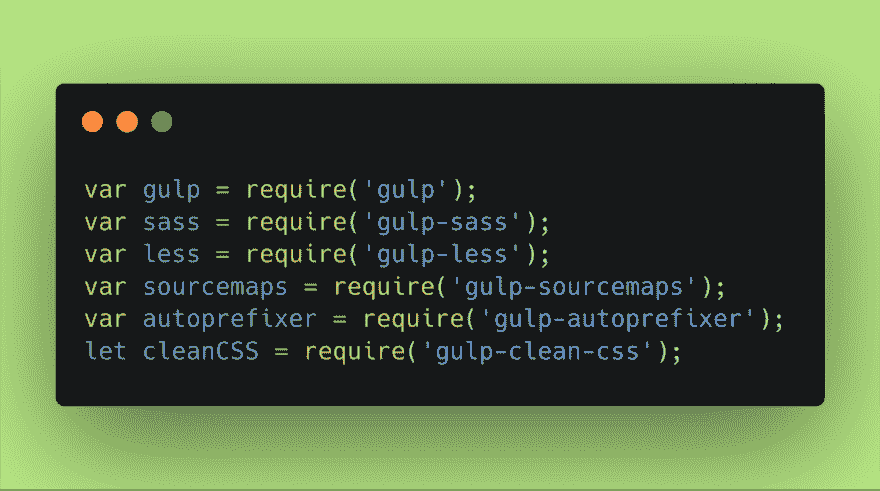 var gulp = require('gulp');
var sass = require('gulp-sass');
var less = require('gulp-less');
var sourcemaps = require('gulp-sourcemaps');
var autoprefixer = require('gulp-autoprefixer');
let cleanCSS = require('gulp-clean-css');